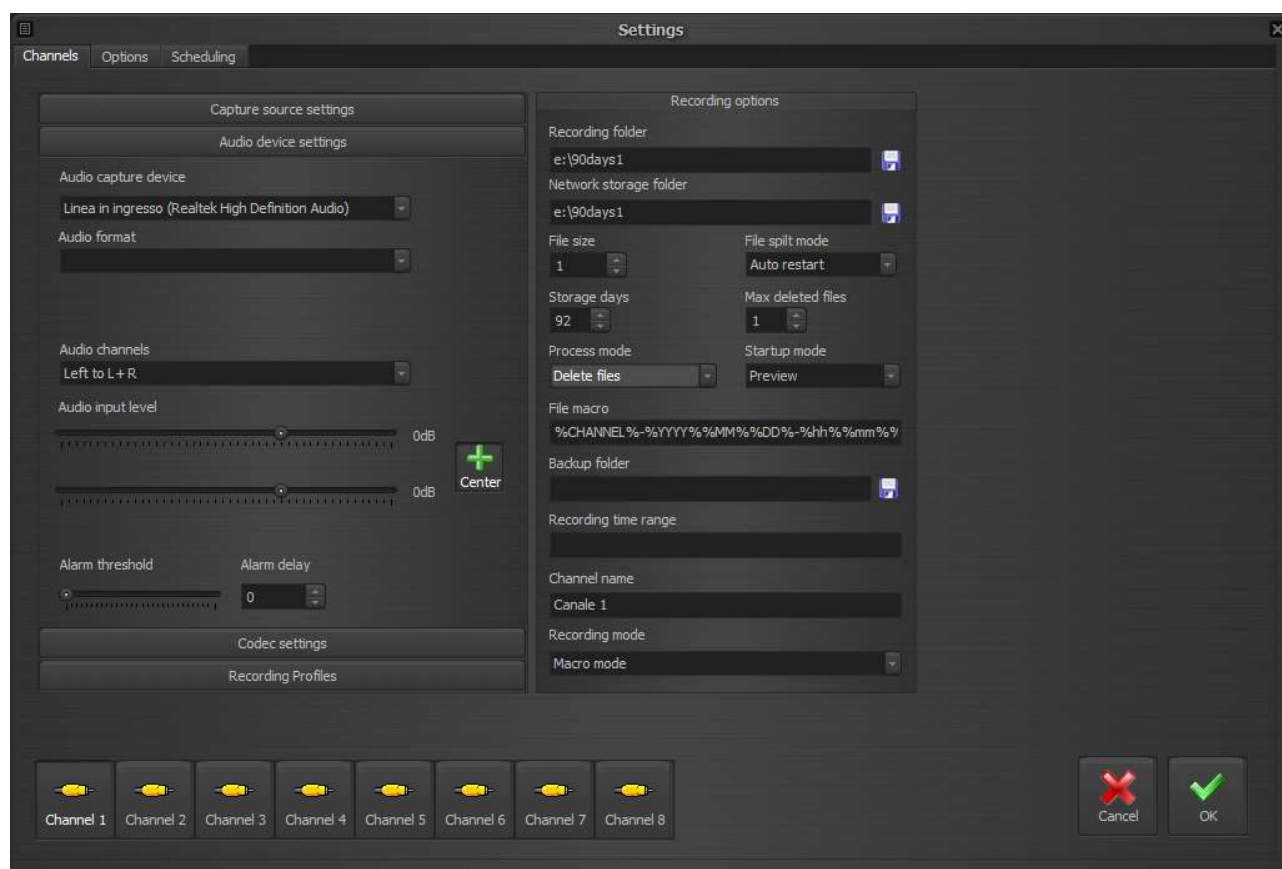 Settings
Channels Options Scheduling
Capture source settings
Audio device settings
Audio capture device
Linea in ingresso (Realtek High Definition Audio)
Audio format
Audio channels
Left to L+R
Audio input level
0dB
0dB
Center
Alarm threshold Alarm delay
0
Codec settings
Recording Profiles
Recording options
Recording folder
e:\90days1
Network storage folder
e:\90days1
File size File spilt mode
1 Auto restart
Storage days Max deleted files
92 1
Process mode Startup mode
Delete files Preview
File macro
%CHANNEL%-%YYYY%%MM%%DD%-%hh%%mm%%
Backup folder
Recording time range
Channel name
Canale 1
Recording mode
Macro mode
Channel 1 Channel 2 Channel 3 Channel 4 Channel 5 Channel 6 Channel 7 Channel 8
Cancel OK